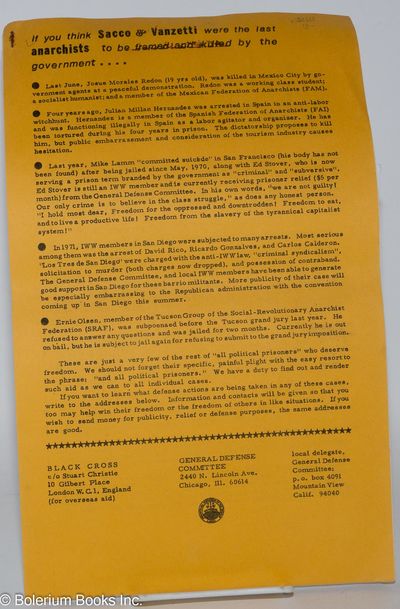 If you think Sacco & Vanzetti were the last
anarchists to be framed and killed by the
government ....
● Last June, Josue Morales Redon (19 yrs old), was killed in Mexico City by go-
vernment agents at a peaceful demonstration. Redon was a working class student;
a socialist humanist; and a member of the Mexican Federation of Anarchists (FAM).
● Four years ago, Julian Millan Hernandez was arrested in Spain in an anti-labor
witchhunt. Hernandez is a member of the Spanish Federation of Anarchists (FAI)
and was functioning illegally in Spain as a labor agitator and organizer. He has
been tortured during his four years in prison. The dictatorship proposes to kill
him, but public embarrassment and consideration of the tourism industry causes
hesitation.
● Last year, Mike Lamm "committed suicide" in San Francisco (his body has not
been found) after being jailed since May, 1970, along with Ed Stover, who is now
serving a prison term branded by the government as "criminal" and "subversive".
Ed Stover is still an IWW member and is currently receiving prisoner relief ($5 per
month) from the General Defense Committee. In his own words, "we are not guilty!
Our only crime is to believe in the class struggle," as does any honest person.
"I hold most dear, Freedom for the oppressed and downtrodden! Freedom to eat,
and to live a productive life! Freedom from the slavery of the tyrannical capitalist
system!"
● In 1971, IWW members in San Diego were subjected to many arrests. Most serious
among them was the arrest of David Rico, Ricardo Gonzalves, and Carlos Calderon.
'Los Tres de San Diego' were charged with the anti-IWW law, "criminal syndicalism",
solicitation to murder (both charges now dropped), and possession of contraband.
The General Defense Committee, and local IWW members have been able to generate
good support in San Diego for these barrio militants. More publicity of their case will
be especially embarrassing to the Republican administration with the convention
coming up in San Diego this summer.
● Ernie Olsen, member of the Tucson Group of the Social-Revolutionary Anarchist
Federation (SRAF), was subpoenaed before the Tucson grand jury last year. He
refused to answer any questions and was jailed for two months. Currently he is out
on bail, but he is subject to jail again for refusing to submit to the grand jury imposition.
These are just a very few of the rest of "all political prisoners" who deserve
freedom. We should not forget their specific, painful plight with the easy resort to
the phrase; "and all political prisoners." We have a duty to find out and render
such aid as we can to all individual cases.
If you want to learn what defense actions are being taken in any of these cases,
write to the addresses below. Information and contacts will be given so that you
too may help win their freedom or the freedom of others in like situations. If you
wish to send money for publicity, relief or defense purposes, the same addresses
are good.
BLACK CROSS
c/o Stuart Christie
10 Gilbert Place
London W.C.1, England
(for overseas aid)
GENERAL DEFENSE
COMMITTEE
2440 N. Lincoln Ave.
Chicago, Ill. 60614
local delegate,
General Defense
Committee;
p.o. box 4091
Mountain View
Calif. 94040
© Bolerium Books Inc.